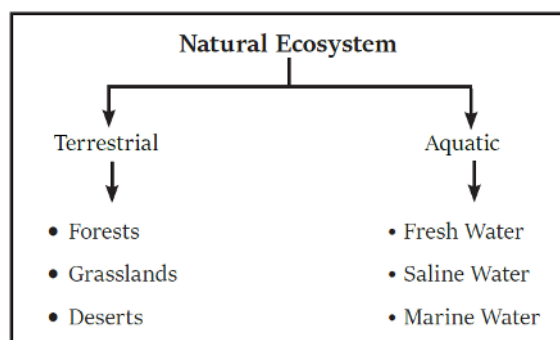 Natural Ecosystem
Terrestrial
Aquatic
• Forests
• Grasslands
• Deserts
• Fresh Water
• Saline Water
• Marine Water